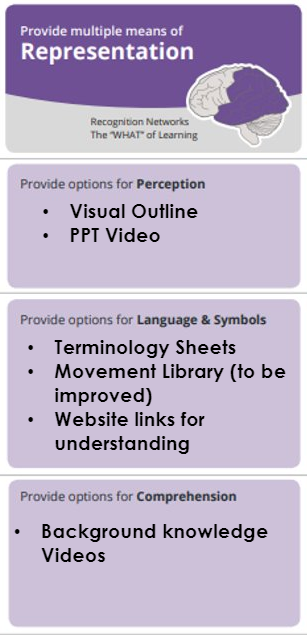 Provide multiple means of
Representation
Recognition Networks
The "WHAT" of Learning
Provide options for Perception
• Visual Outline
• PPT Video
Provide options for Language & Symbols
• Terminology Sheets
• Movement Library (to be
improved)
• Website links for
understanding
Provide options for Comprehension
• Background knowledge
Videos